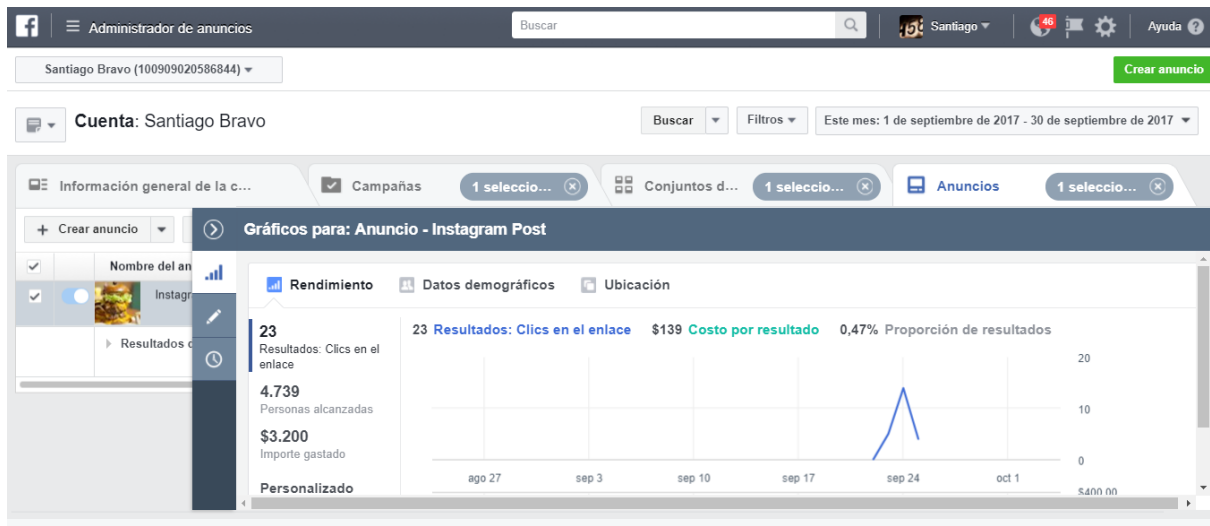 f Administrador de anuncios Buscar Santiago 46 Ayuda ?
Santiago Bravo (100909020586844) Crear anuncio
Cuenta: Santiago Bravo Buscar Filtros Este mes: 1 de septiembre de 2017 - 30 de septiembre de 2017
Información general de la c... Campañas 1 seleccio... Conjuntos d... 1 seleccio... Anuncios 1 seleccio...
+ Crear anuncio
Gráficos para: Anuncio - Instagram Post
Nombre del an
Instagr
Resultados d
Rendimiento Datos demográficos Ubicación
23
Resultados: Clics en el
enlace
4.739
Personas alcanzadas
$3.200
Importe gastado
Personalizado
23 Resultados: Clics en el enlace $139 Costo por resultado 0,47% Proporción de resultados
20
10
0
ago 27 sep 3 sep 10 sep 17 sep 24 oct 1
$400.00